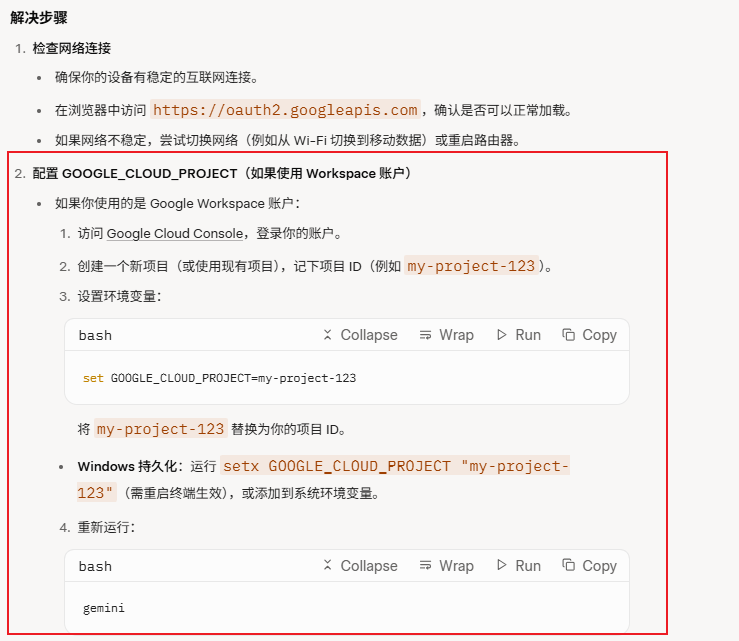 解决步骤
1. 检查网络连接
• 确保你的设备有稳定的互联网连接。
• 在浏览器中访问 https://oauth2.googleapis.com，确认是否可以正常加载。
• 如果网络不稳定，尝试切换网络（例如从 Wi-Fi 切换到移动数据）或重启路由器。
2. 配置 GOOGLE_CLOUD_PROJECT（如果使用 Workspace 账户）
• 如果你使用的是 Google Workspace 账户：
1. 访问 Google Cloud Console，登录你的账户。
2. 创建一个新项目（或使用现有项目），记下项目 ID（例如 my-project-123）。
3. 设置环境变量：
bash Collapse Wrap Run Copy
set GOOGLE_CLOUD_PROJECT=my-project-123
将 my-project-123 替换为你的项目 ID。
• Windows 持久化：运行 setx GOOGLE_CLOUD_PROJECT "my-project-
123"（需重启终端生效），或添加到系统环境变量。
4. 重新运行：
bash Collapse Wrap Run Copy
gemini